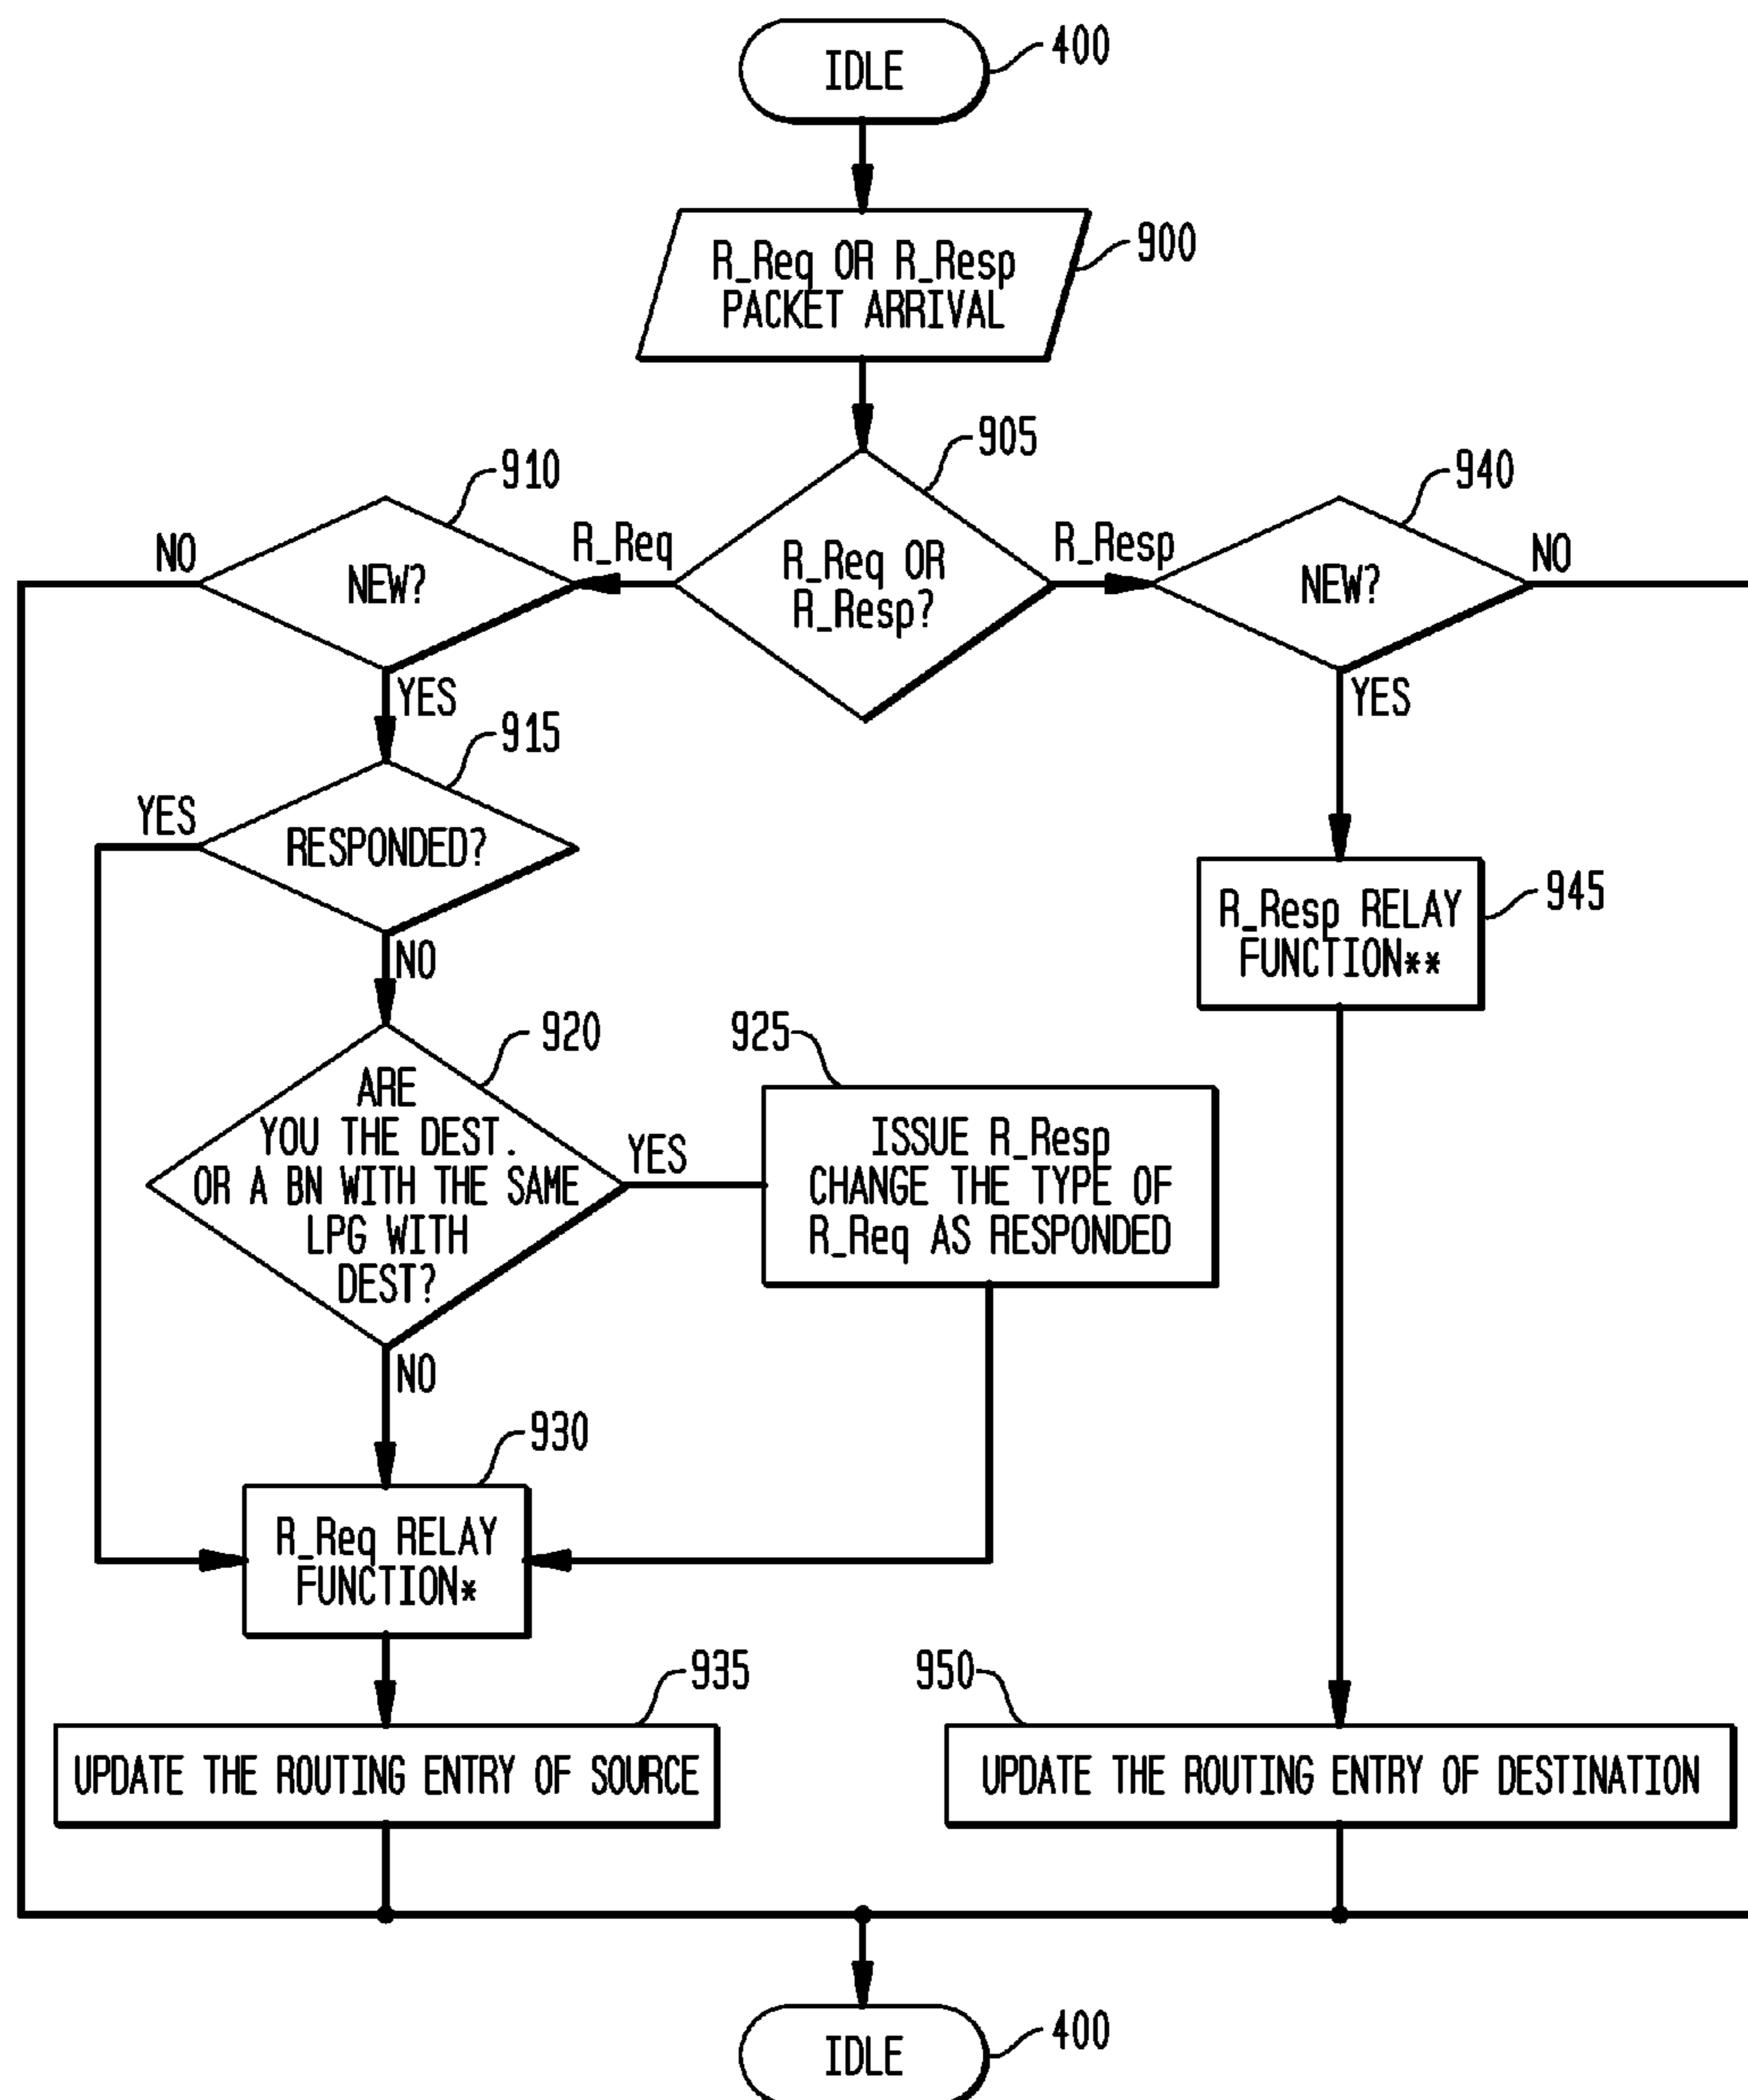 IDLE
400
R_Req OR R_Resp
PACKET ARRIVAL
900
905
R_Req OR
R_Resp?
R_Req
R_Resp
910
NEW?
NO
YES
940
NEW?
NO
YES
915
RESPONDED?
YES
NO
945
R_Resp RELAY
FUNCTION**
920
ARE
YOU THE DEST.
OR A BN WITH THE SAME
LPG WITH
DEST?
YES
NO
925
ISSUE R_Resp
CHANGE THE TYPE OF
R_Req AS RESPONDED
930
R_Req RELAY
FUNCTION*
935
UPDATE THE ROUTING ENTRY OF SOURCE
950
UPDATE THE ROUTING ENTRY OF DESTINATION
IDLE
400